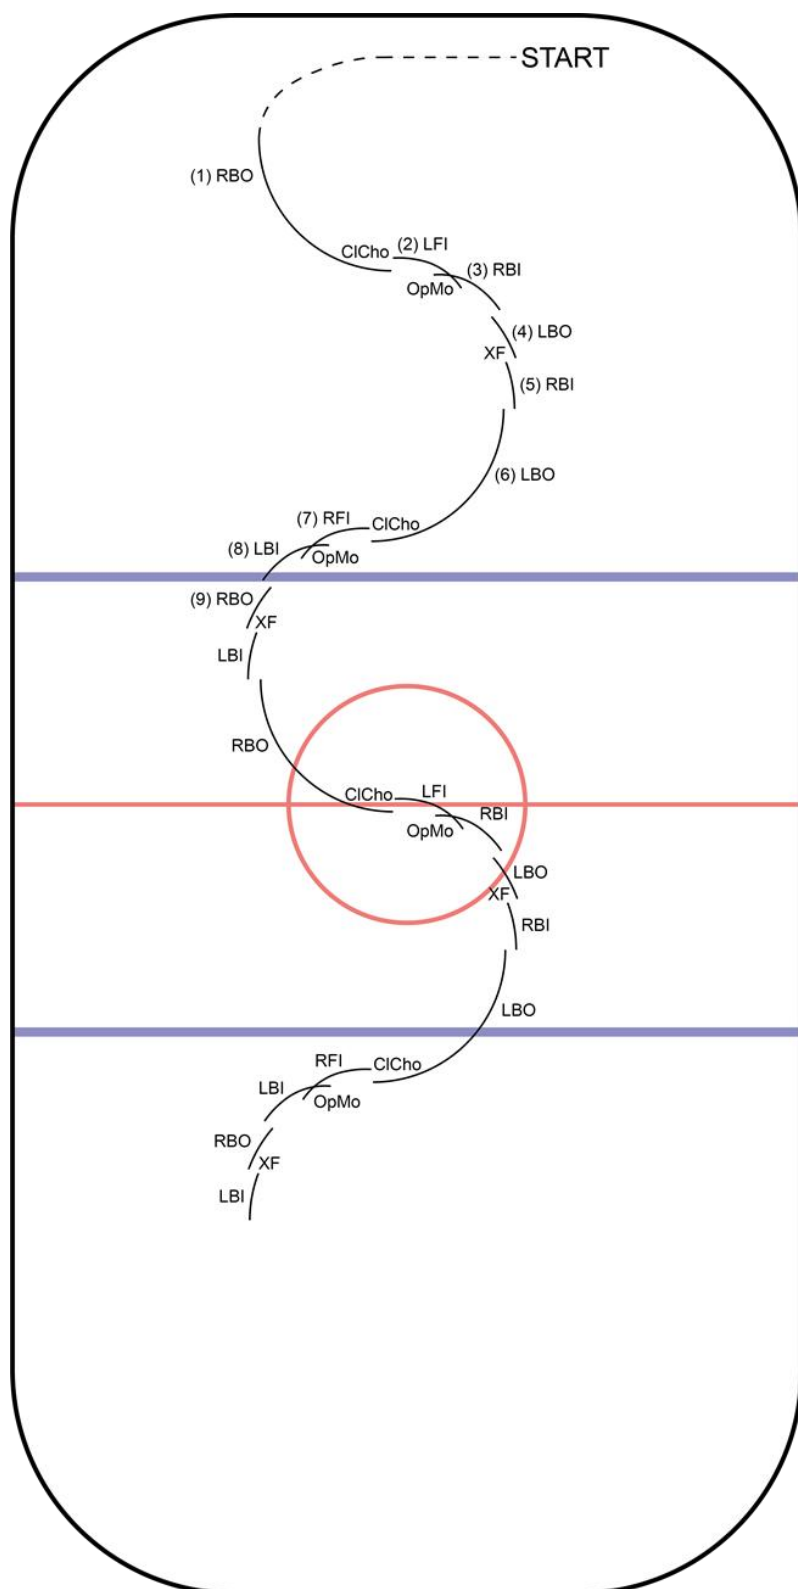 START
(1) RBO
ClCho
(2) LFI
(3) RBI
OpMo
(4) LBO
XF
(5) RBI
(6) LBO
ClCho
(7) RFI
(8) LBI
OpMo
(9) RBO
XF
LBI
RBO
ClCho
LFI
RBI
OpMo
LBO
XF
RBI
LBO
ClCho
RFI
LBI
OpMo
RBO
XF
LBI